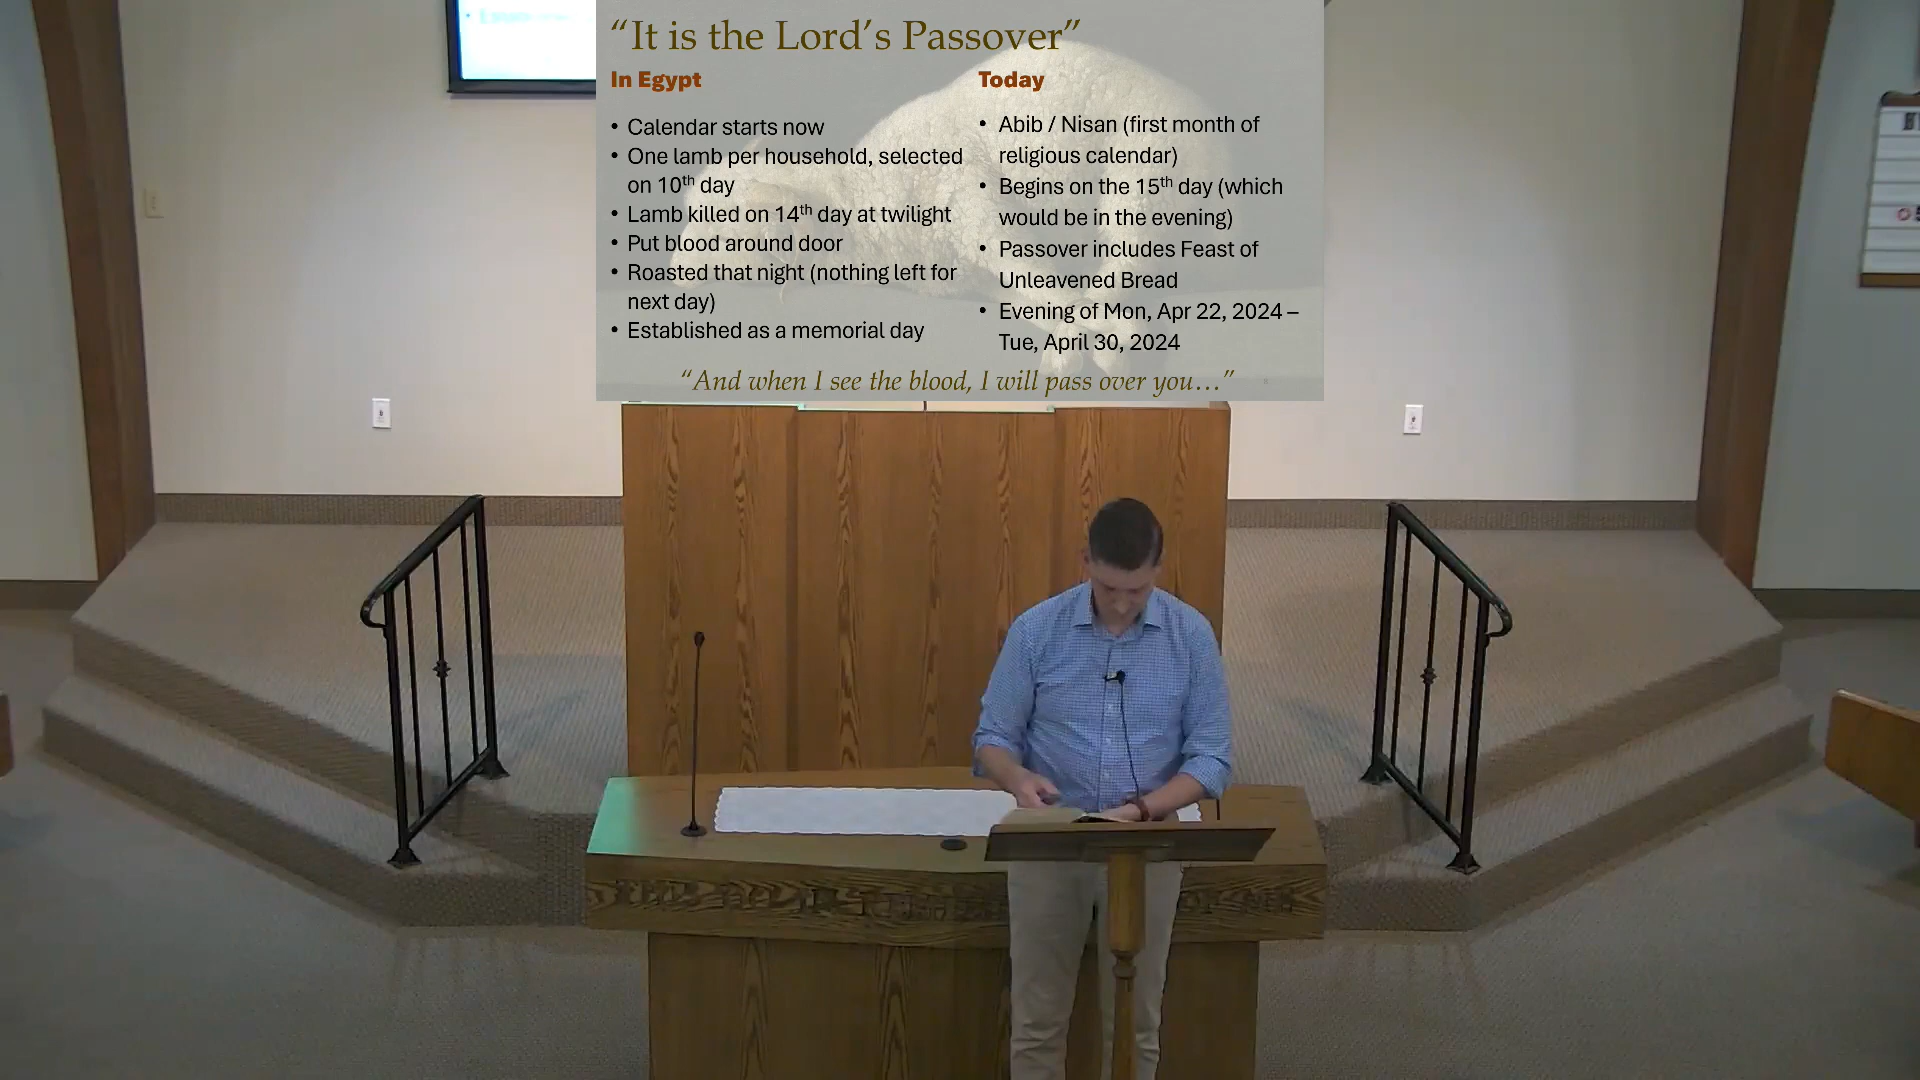 “It is the Lord’s Passover”
In Egypt
• Calendar starts now
• One lamb per household, selected
on 10th day
• Lamb killed on 14th day at twilight
• Put blood around door
• Roasted that night (nothing left for
next day)
• Established as a memorial day
Today
• Abib / Nisan (first month of
religious calendar)
• Begins on the 15th day (which
would be in the evening)
• Passover includes Feast of
Unleavened Bread
• Evening of Mon, Apr 22, 2024 –
Tue, April 30, 2024
“And when I see the blood, I will pass over you…”